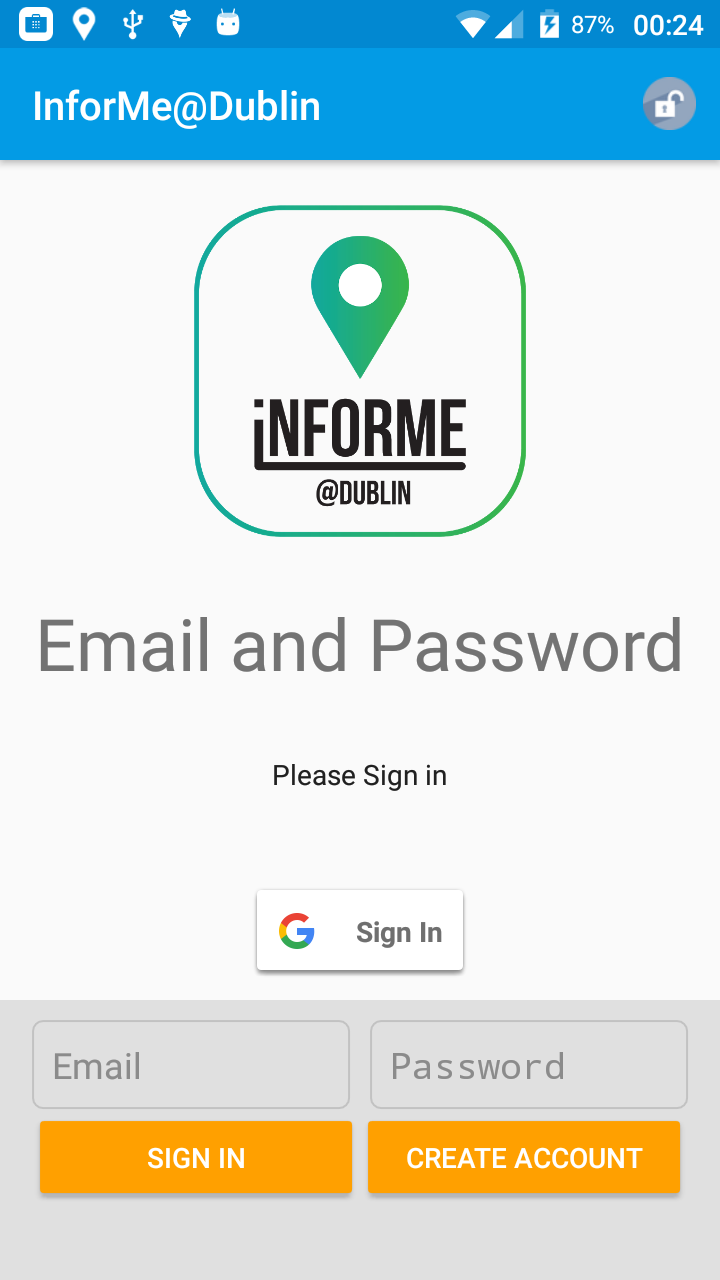 87% 00:24
InforMe@Dublin
iNFORME
@DUBLIN
Email and Password
Please Sign in
Sign In
Email Password
SIGN IN CREATE ACCOUNT